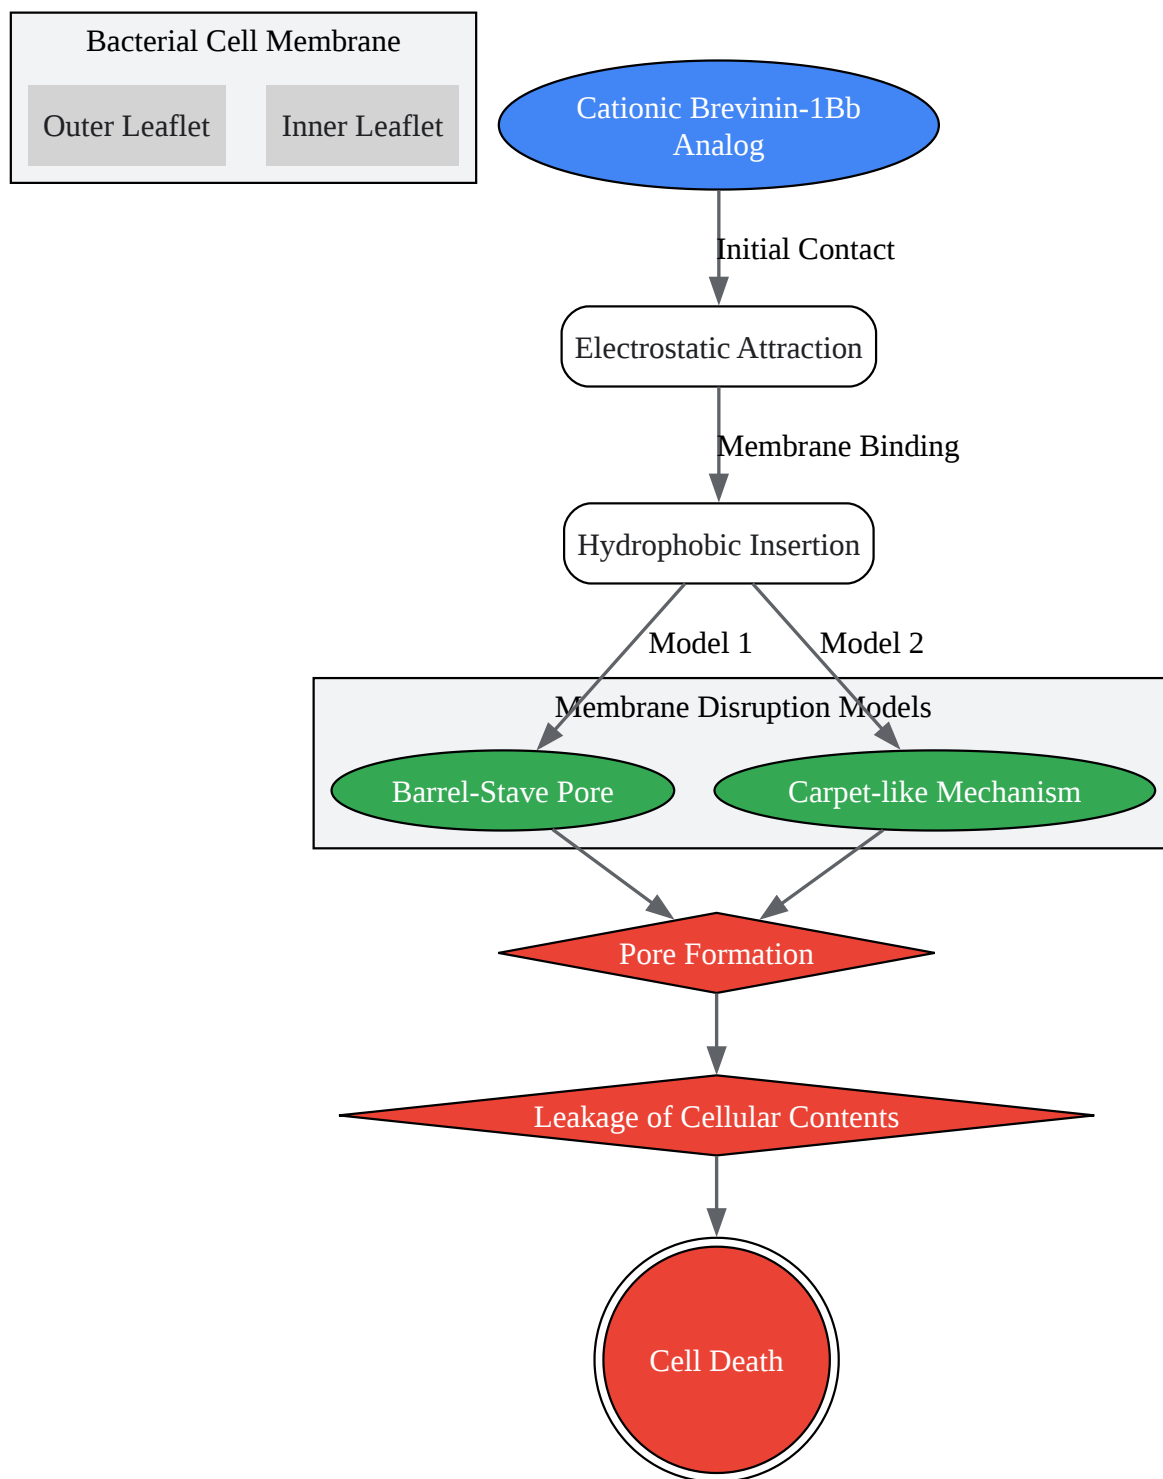 Bacterial Cell Membrane
Outer Leaflet
Inner Leaflet
Cationic Brevinin-1Bb
Analog
Initial Contact
Electrostatic Attraction
Membrane Binding
Hydrophobic Insertion
Model 1
Model 2
Membrane Disruption Models
Barrel-Stave Pore
Carpet-like Mechanism
Pore Formation
Leakage of Cellular Contents
Cell Death